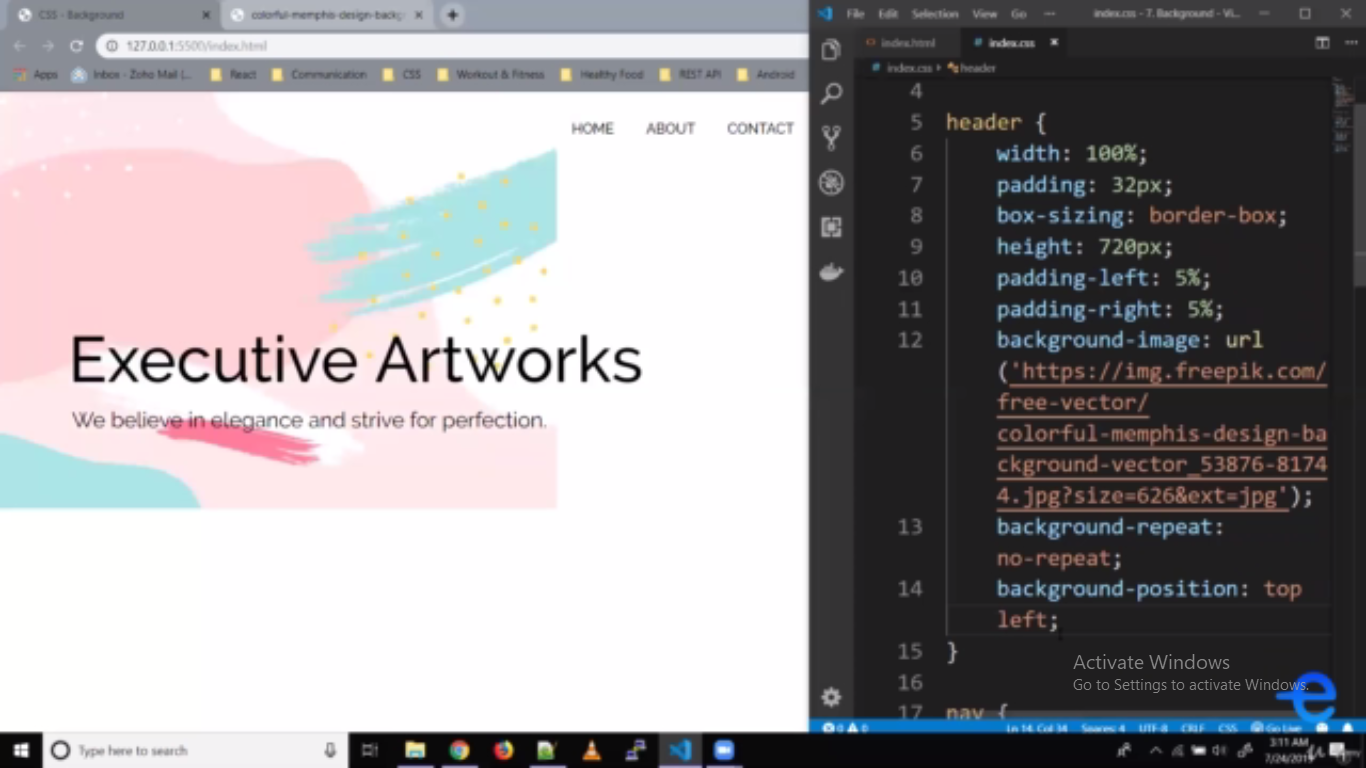 CSS - Background
colorful-memphis-design-backg
127.0.0.1:5500/index.html
Apps
Inbox - Zoho Mail (...
React
Communication
CSS
Workout & Fitness
Healthy Food
REST API
Android
HOME ABOUT CONTACT
Executive Artworks
We believe in elegance and strive for perfection.
File Edit Selection View Go ···
index.css - 7. Background - Vi...
index.html
index.css
index.css › header
4
5 header {
6 width: 100%;
7 padding: 32px;
8 box-sizing: border-box;
9 height: 720px;
10 padding-left: 5%;
11 padding-right: 5%;
12 background-image: url
('https://img.freepik.com/
free-vector/
colorful-memphis-design-ba
ckground-vector_53876-8174
4.jpg?size=626&ext=jpg');
13 background-repeat:
no-repeat;
14 background-position: top
left;
15 }
16
17 nav {
Activate Windows
Go to Settings to activate Windows.
0 0 Ln 14, Col 34 Spaces: 4 UTF-8 CRLF CSS Go Live
Type here to search
3:11 AM